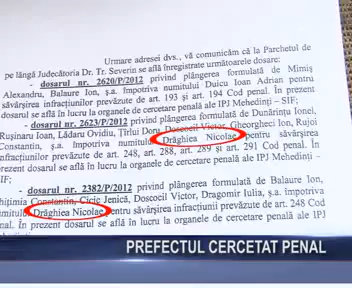 Urmare adresei dvs., vă comunicăm că la Parchetul de
pe lângă Judecătoria Dr. Tr. Severin se află înregistrate următoarele dosare:
- dosarul nr. 2620/P/2012 privind plângerea formulată de Mimiș
Alexandru, Balaure Ion, ș.a. împotriva numitului Duicu Ioan Adrian pentru
săvârșirea infracțiunilor prevăzute de art. 193 și art. 194 Cod penal. În prezent
dosarul se află în lucru la organele de cercetare penală ale IPJ Mehedinți – SIF;
- dosarul nr. 2623/P/2012 privind plângerea formulată de Dunărințu Ionel,
Rușinaru Ioan, Lădaru Ovidiu, Țîrlui Doru, Doscocil Victor, Gheorgheci Ion, Rujoi
Constantin, ș.a. împotriva numitului Drăghiea Nicolae pentru săvârșirea
infracțiunilor prevăzute de art. 248, art. 288, art. 289 și art. 291 Cod penal. În
prezent dosarul se află în lucru la organele de cercetare penală ale IPJ Mehedinți –
SIF;
- dosarul nr. 2382/P/2012 privind plângerea formulată de Balaure Ion,
hițimia Constantin, Cicic Jenică, Doscocil Victor, Dragomir Iulia, ș.a. împotriva
numitului Drăghiea Nicolae pentru săvârșirea infracțiunii prevăzute de art. 248 Cod
nal. În prezent dosarul se află în lucru la organele de cercetare penală ale IPJ
PREFECTUL CERCETAT PENAL